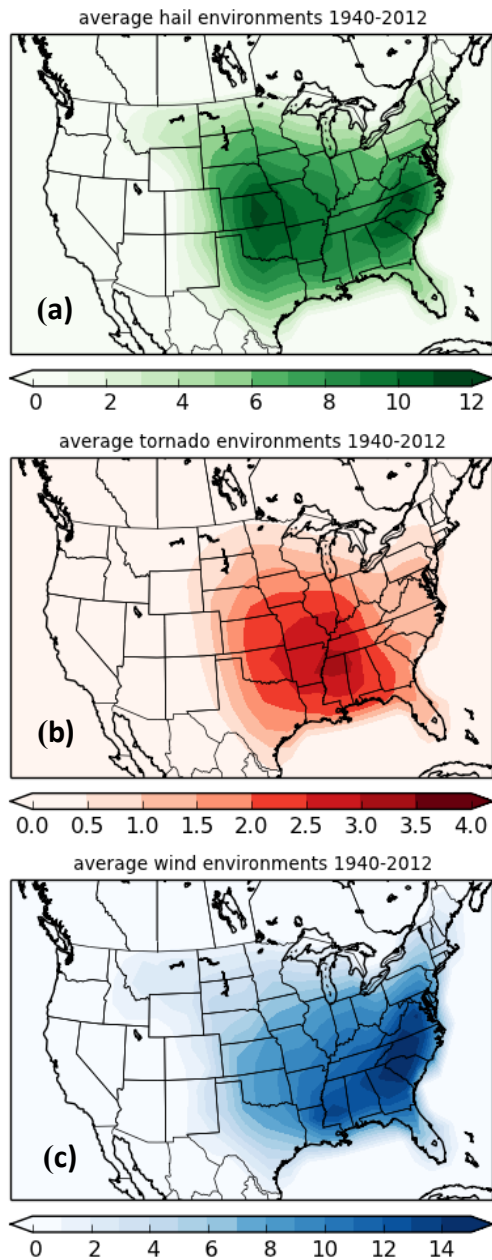 average hail environments 1940-2012
(a)
0 2 4 6 8 10 12
average tornado environments 1940-2012
(b)
0.0 0.5 1.0 1.5 2.0 2.5 3.0 3.5 4.0
average wind environments 1940-2012
(c)
0 2 4 6 8 10 12 14